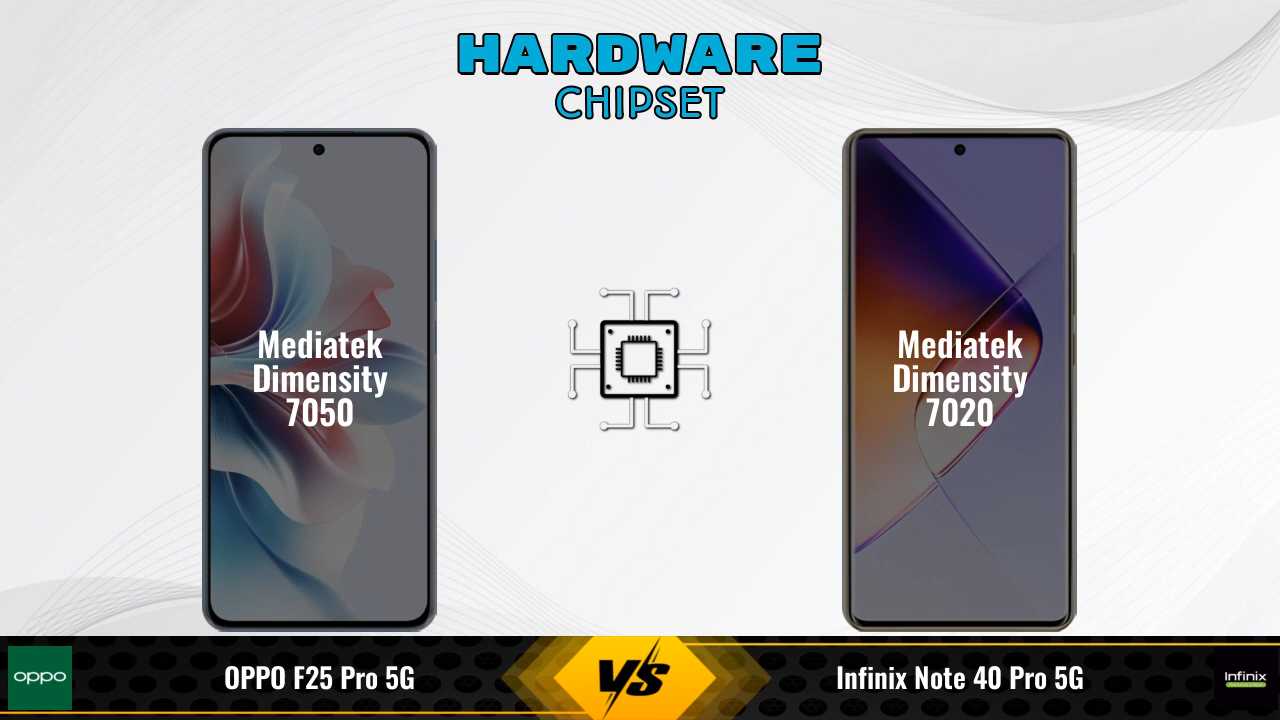 HARDWARE
CHIPSET
Mediatek
Dimensity
7050
Mediatek
Dimensity
7020
oppo
OPPO F25 Pro 5G
VS
Infinix Note 40 Pro 5G
Infinix